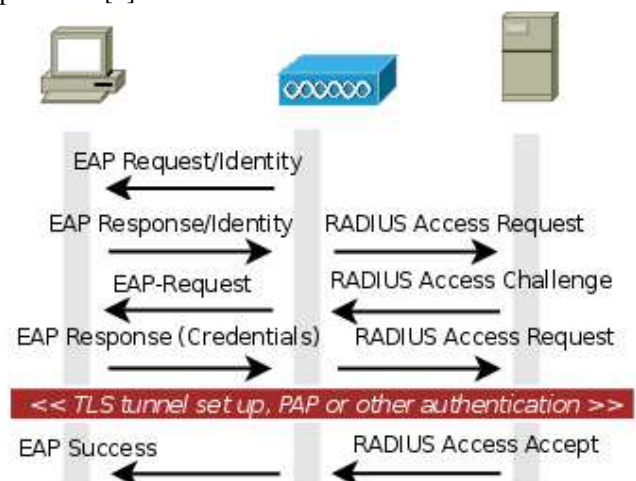 EAP Request/Identity
EAP Response/Identity RADIUS Access Request
EAP-Request RADIUS Access Challenge
EAP Response (Credentials) RADIUS Access Request
<< TLS tunnel set up, PAP or other authentication >>
EAP Success RADIUS Access Accept